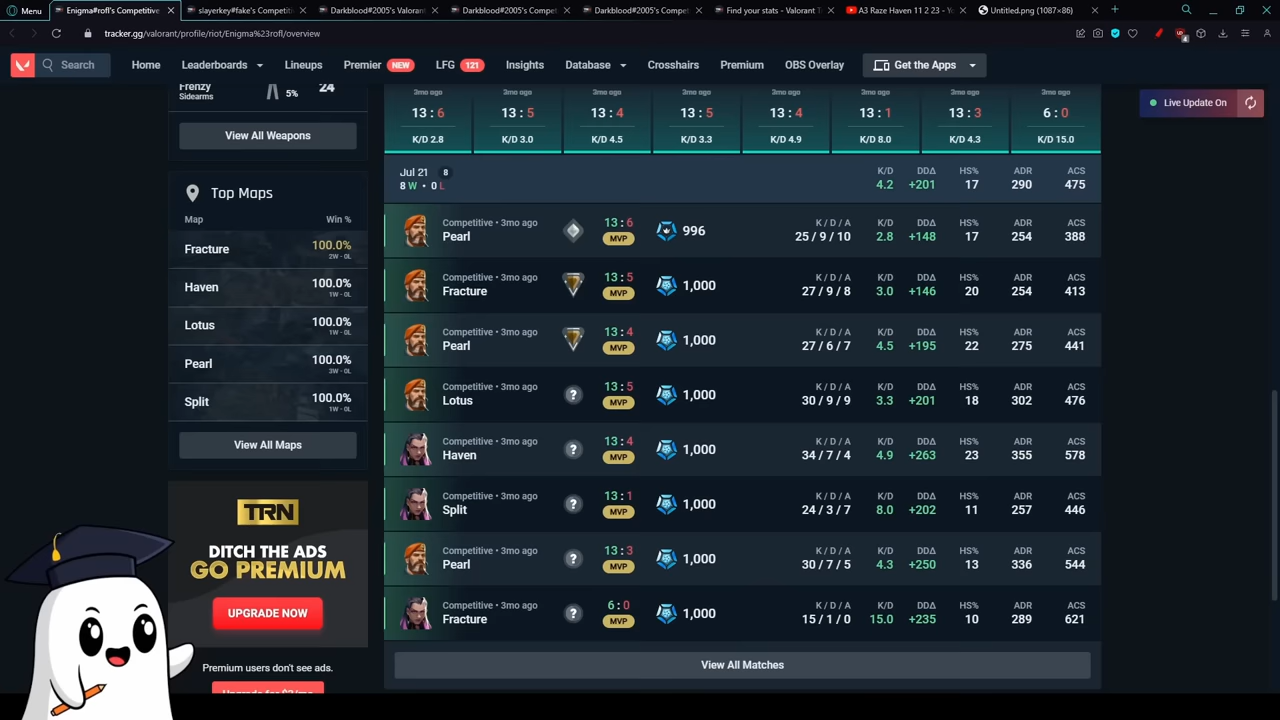 Menu
Enigma#rofl's Competitive
slayerkey#fake's Competiti
Darkblood#2005's Valorant
Darkblood#2005's Compet
Darkblood#2005's Compet
Find your stats - Valorant T
A3 Raze Haven 11 2 23 - Yo
Untitled.png (1087×86)
tracker.gg/valorant/profile/riot/Enigma%23rofl/overview
4
Search
Home
Leaderboards
Lineups
Premier NEW
LFG 121
Insights
Database
Crosshairs
Premium
OBS Overlay
Get the Apps
Live Update On
Frenzy
Sidearms
5%
24
View All Weapons
Top Maps
Map Win %
Fracture 100.0%
2W - 0L
Haven 100.0%
1W - 0L
Lotus 100.0%
1W - 0L
Pearl 100.0%
3W - 0L
Split 100.0%
1W - 0L
View All Maps
TRN
DITCH THE ADS
GO PREMIUM
UPGRADE NOW
Premium users don't see ads.
Upgrade for $3/mo
3mo ago 3mo ago 3mo ago 3mo ago 3mo ago 3mo ago 3mo ago 3mo ago
13 : 6 13 : 5 13 : 4 13 : 5 13 : 4 13 : 1 13 : 3 6 : 0
K/D 2.8 K/D 3.0 K/D 4.5 K/D 3.3 K/D 4.9 K/D 8.0 K/D 4.3 K/D 15.0
Jul 21 8 K/D DDΔ HS% ADR ACS
8 W • 0 L 4.2 +201 17 290 475
Competitive • 3mo ago 13 : 6 K / D / A K/D DDΔ HS% ADR ACS
Pearl MVP 996 25 / 9 / 10 2.8 +148 17 254 388
Competitive • 3mo ago 13 : 5 K / D / A K/D DDΔ HS% ADR ACS
Fracture MVP 1,000 27 / 9 / 8 3.0 +146 20 254 413
Competitive • 3mo ago 13 : 4 K / D / A K/D DDΔ HS% ADR ACS
Pearl MVP 1,000 27 / 6 / 7 4.5 +195 22 275 441
Competitive • 3mo ago 13 : 5 K / D / A K/D DDΔ HS% ADR ACS
Lotus ? MVP 1,000 30 / 9 / 9 3.3 +201 18 302 476
Competitive • 3mo ago 13 : 4 K / D / A K/D DDΔ HS% ADR ACS
Haven ? MVP 1,000 34 / 7 / 4 4.9 +263 23 355 578
Competitive • 3mo ago 13 : 1 K / D / A K/D DDΔ HS% ADR ACS
Split ? MVP 1,000 24 / 3 / 7 8.0 +202 11 257 446
Competitive • 3mo ago 13 : 3 K / D / A K/D DDΔ HS% ADR ACS
Pearl ? MVP 1,000 30 / 7 / 5 4.3 +250 13 336 544
Competitive • 3mo ago 6 : 0 K / D / A K/D DDΔ HS% ADR ACS
Fracture ? MVP 1,000 15 / 1 / 0 15.0 +235 10 289 621
View All Matches